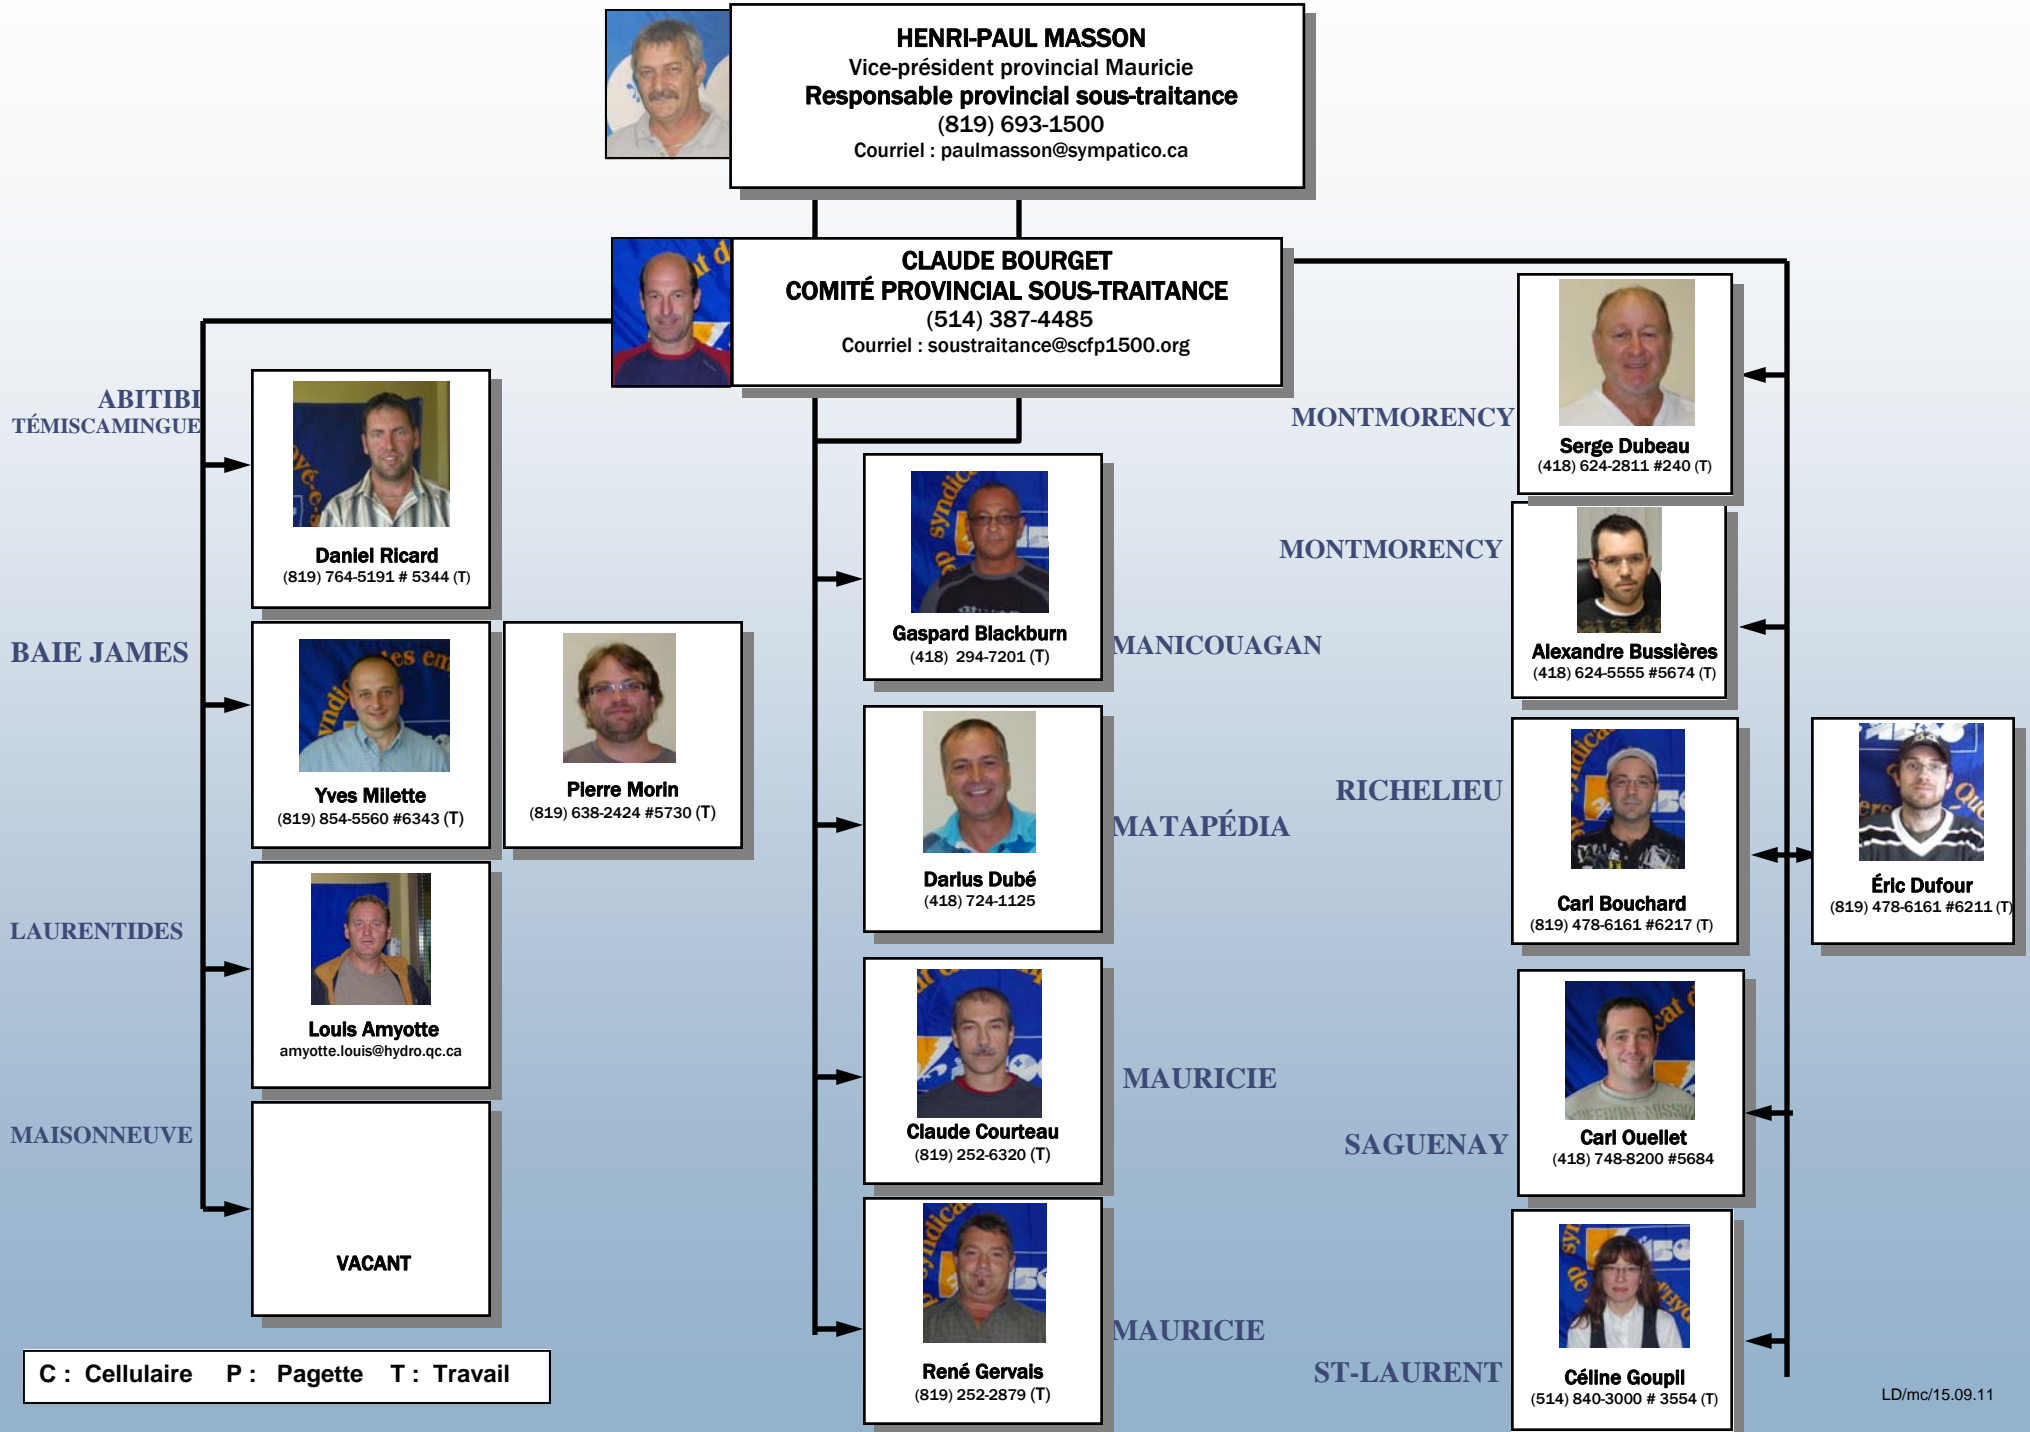 HENRI-PAUL MASSON
Vice-président provincial Mauricie
Responsable provincial sous-traitance
(819) 693-1500
Courriel : paulmasson@sympatico.ca
CLAUDE BOURGET
COMITÉ PROVINCIAL SOUS-TRAITANCE
(514) 387-4485
Courriel : soustraitance@scfp1500.org
ABITIBI
TÉMISCAMINGUE
Daniel Ricard
(819) 764-5191 # 5344 (T)
BAIE JAMES
Yves Milette
(819) 854-5560 #6343 (T)
Pierre Morin
(819) 638-2424 #5730 (T)
LAURENTIDES
Louis Amyotte
amyotte.louis@hydro.qc.ca
MAISONNEUVE
VACANT
Gaspard Blackburn
(418) 294-7201 (T)
MANICOUAGAN
Darius Dubé
(418) 724-1125
MATAPÉDIA
Claude Courteau
(819) 252-6320 (T)
MAURICIE
René Gervais
(819) 252-2879 (T)
MAURICIE
MONTMORENCY
Serge Dubeau
(418) 624-2811 #240 (T)
MONTMORENCY
Alexandre Bussières
(418) 624-5555 #5674 (T)
RICHELIEU
Carl Bouchard
(819) 478-6161 #6217 (T)
Éric Dufour
(819) 478-6161 #6211 (T)
SAGUENAY
Carl Ouellet
(418) 748-8200 #5684
ST-LAURENT
Céline Goupil
(514) 840-3000 # 3554 (T)
C : Cellulaire P : Pagette T : Travail
LD/mc/15.09.11